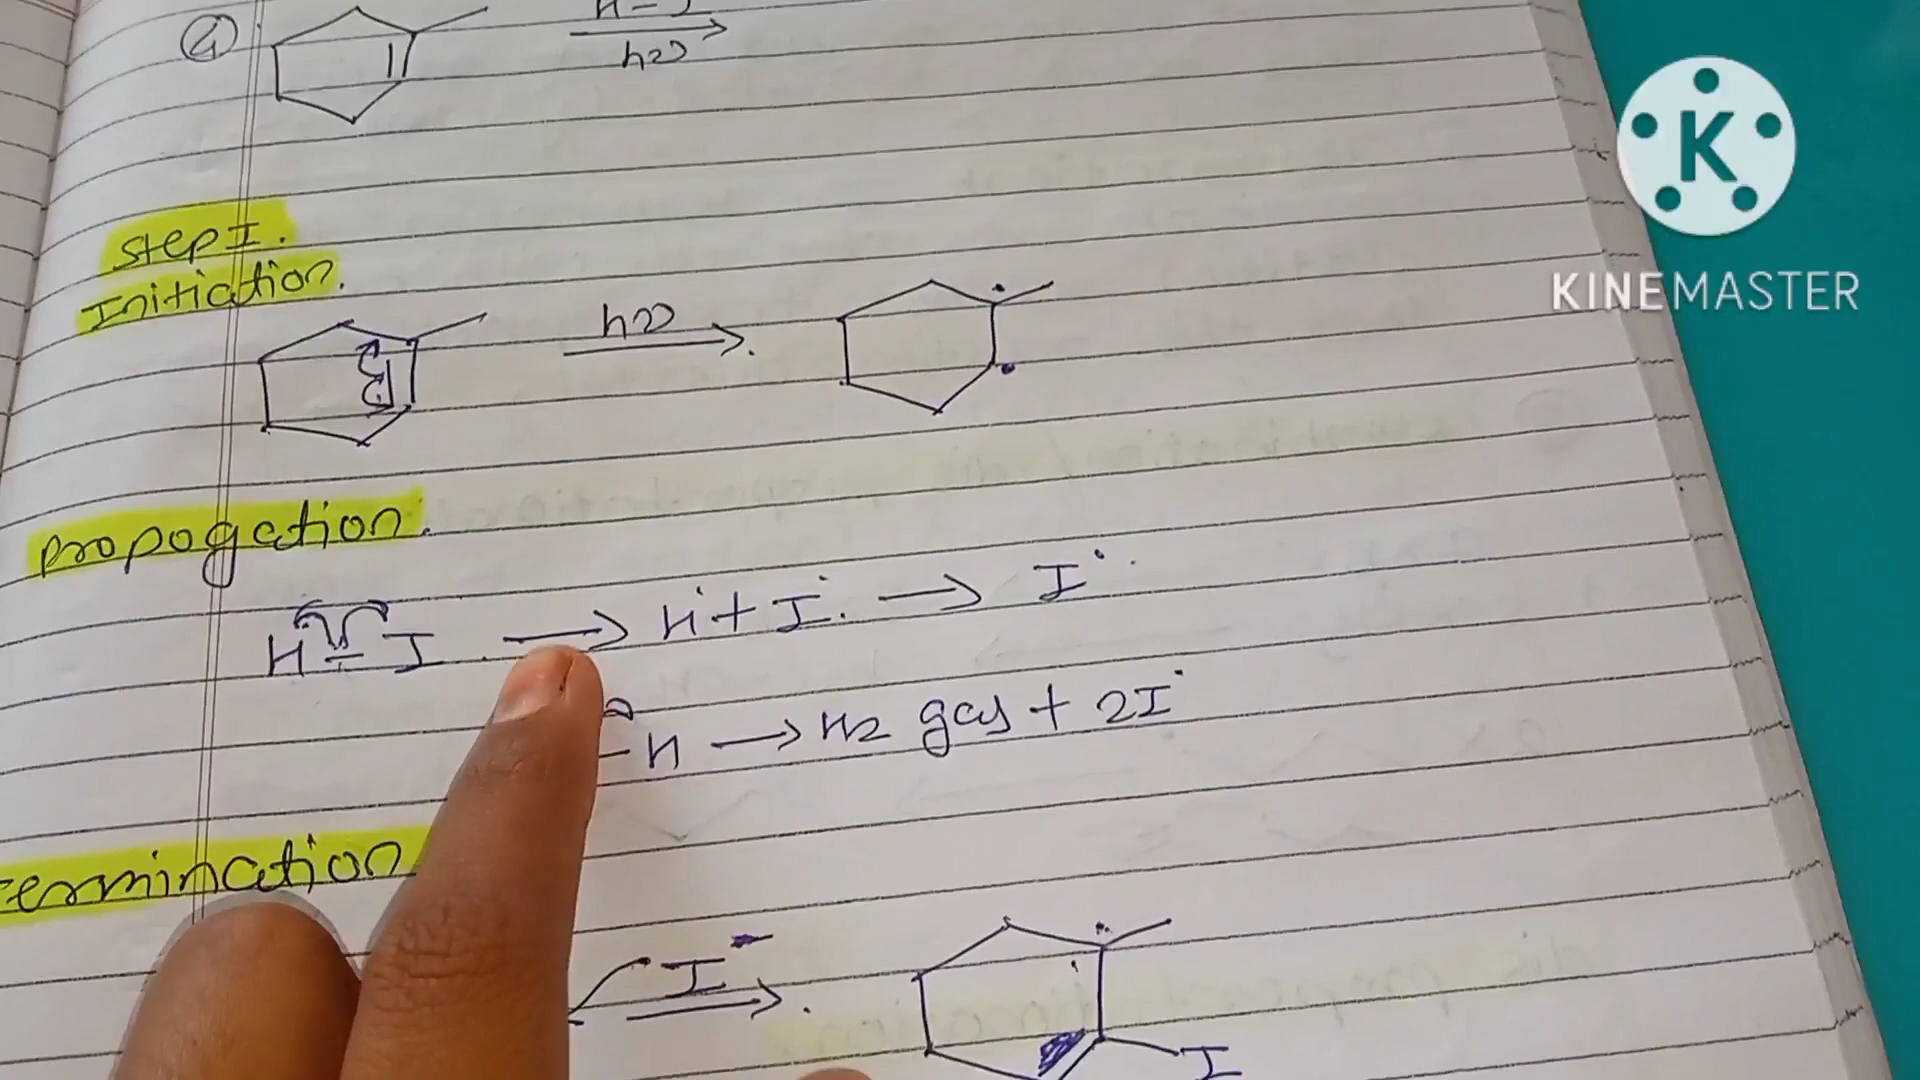 H-I
hν
Step I.
Initiation.
hν
propogation.
H-I → H· + I· → I·
-H → H2 gas + 2I·
termination
I
I
K
KINEMASTER